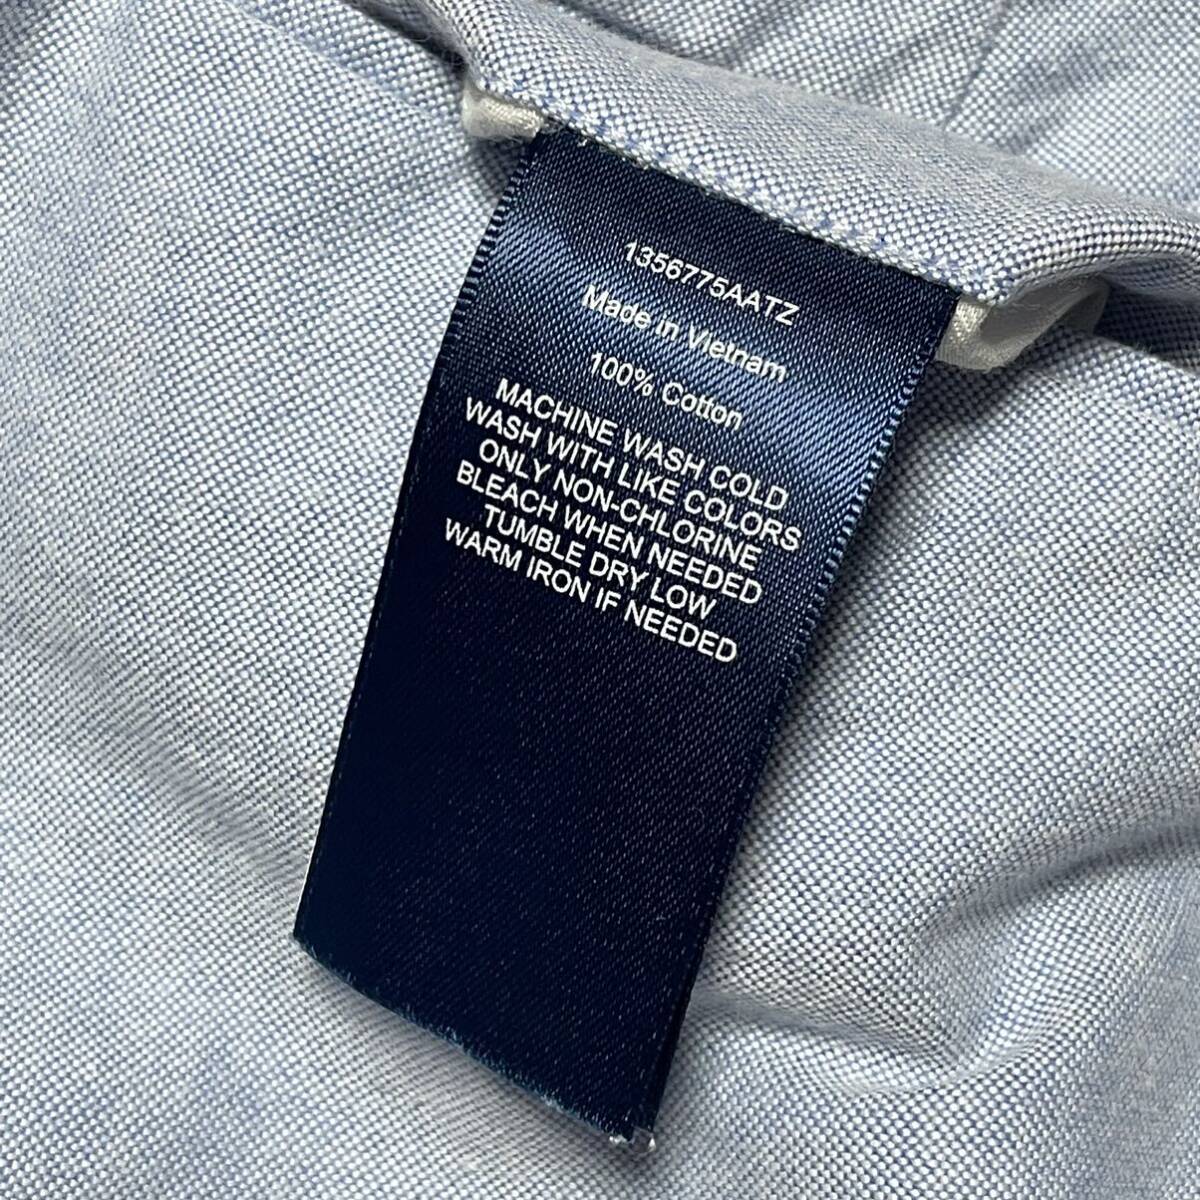 1356775AATZ
Made in Vietnam
100% Cotton
MACHINE WASH COLD
WASH WITH LIKE COLORS
ONLY NON-CHLORINE
BLEACH WHEN NEEDED
TUMBLE DRY LOW
WARM IRON IF NEEDED